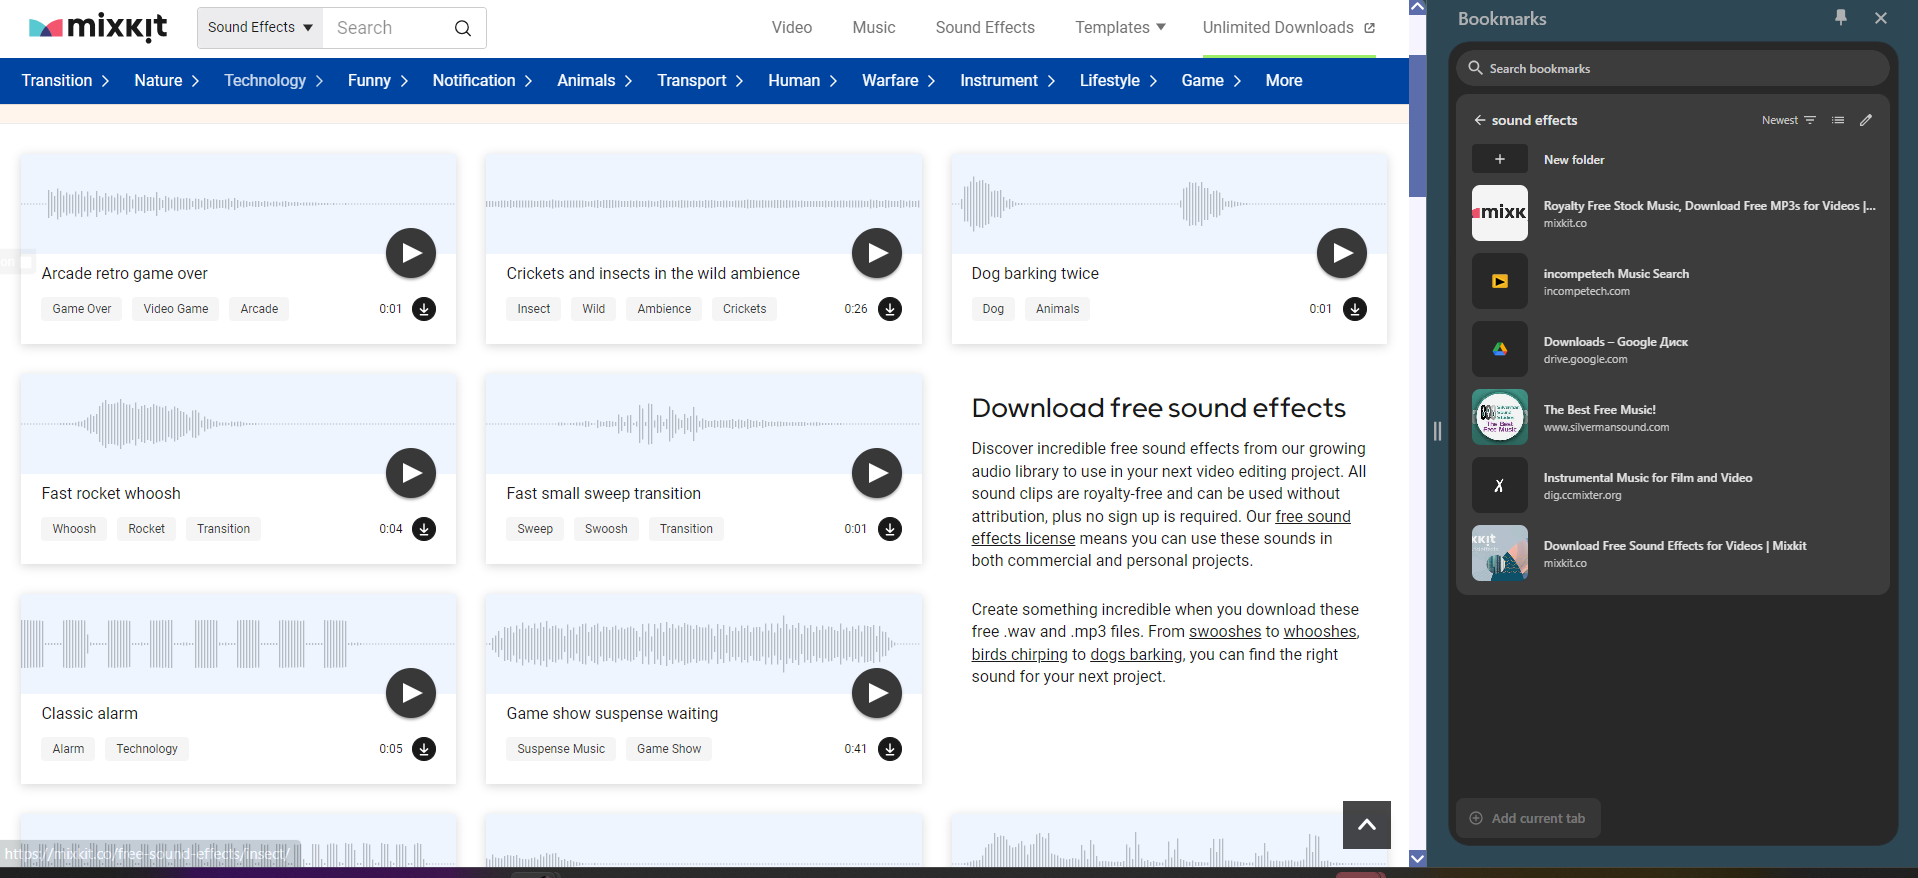 mixkit
Sound Effects
Search
Video
Music
Sound Effects
Templates
Unlimited Downloads
Transition
Nature
Technology
Funny
Notification
Animals
Transport
Human
Warfare
Instrument
Lifestyle
Game
More
Arcade retro game over
Game Over
Video Game
Arcade
0:01
Crickets and insects in the wild ambience
Insect
Wild
Ambience
Crickets
0:26
Dog barking twice
Dog
Animals
0:01
Fast rocket whoosh
Whoosh
Rocket
Transition
0:04
Fast small sweep transition
Sweep
Swoosh
Transition
0:01
Download free sound effects
Discover incredible free sound effects from our growing
audio library to use in your next video editing project. All
sound clips are royalty-free and can be used without
attribution, plus no sign up is required. Our free sound
effects license means you can use these sounds in
both commercial and personal projects.
Create something incredible when you download these
free .wav and .mp3 files. From swooshes to whooshes,
birds chirping to dogs barking, you can find the right
sound for your next project.
Classic alarm
Alarm
Technology
0:05
Game show suspense waiting
Suspense Music
Game Show
0:41
https://mixkit.co/free-sound-effects/insect/
Bookmarks
Search bookmarks
sound effects
Newest
New folder
mixk
Royalty Free Stock Music, Download Free MP3s for Videos |...
mixkit.co
incompetech Music Search
incompetech.com
Downloads – Google Диск
drive.google.com
Silverman
Sound
Studios
The Best
Free Music
The Best Free Music!
www.silvermansound.com
Instrumental Music for Film and Video
dig.ccmixter.org
Download Free Sound Effects for Videos | Mixkit
mixkit.co
Add current tab